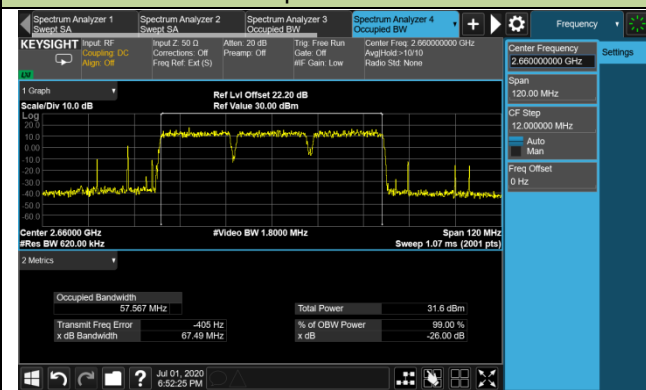 Spectrum Analyzer 1
Swept SA
Spectrum Analyzer 2
Swept SA
Spectrum Analyzer 3
Occupied BW
Spectrum Analyzer 4
Occupied BW
Frequency
KEYSIGHT
Input: RF
Coupling: DC
Align: Off
Input Z: 50 Ω
Corrections: Off
Freq Ref: Ext (S)
Atten: 20 dB
Preamp: Off
Trig: Free Run
Gate: Off
#IF Gain: Low
Center Freq: 2.660000000 GHz
Avg|Hold:>10/10
Radio Std: None
LXI
1 Graph
Scale/Div 10.0 dB
Ref Lvl Offset 22.20 dB
Ref Value 30.00 dBm
Log
20.0
10.0
0.00
-10.0
-20.0
-30.0
-40.0
-50.0
-60.0
Center 2.66000 GHz
#Res BW 620.00 kHz
#Video BW 1.8000 MHz
Span 120 MHz
Sweep 1.07 ms (2001 pts)
2 Metrics
Occupied Bandwidth
57.567 MHz
Total Power 31.6 dBm
Transmit Freq Error -405 Hz
% of OBW Power 99.00 %
x dB Bandwidth 67.49 MHz
x dB -26.00 dB
Center Frequency
2.660000000 GHz
Settings
Span
120.00 MHz
CF Step
12.000000 MHz
Auto
Man
Freq Offset
0 Hz
?
Jul 01, 2020
6:52:25 PM